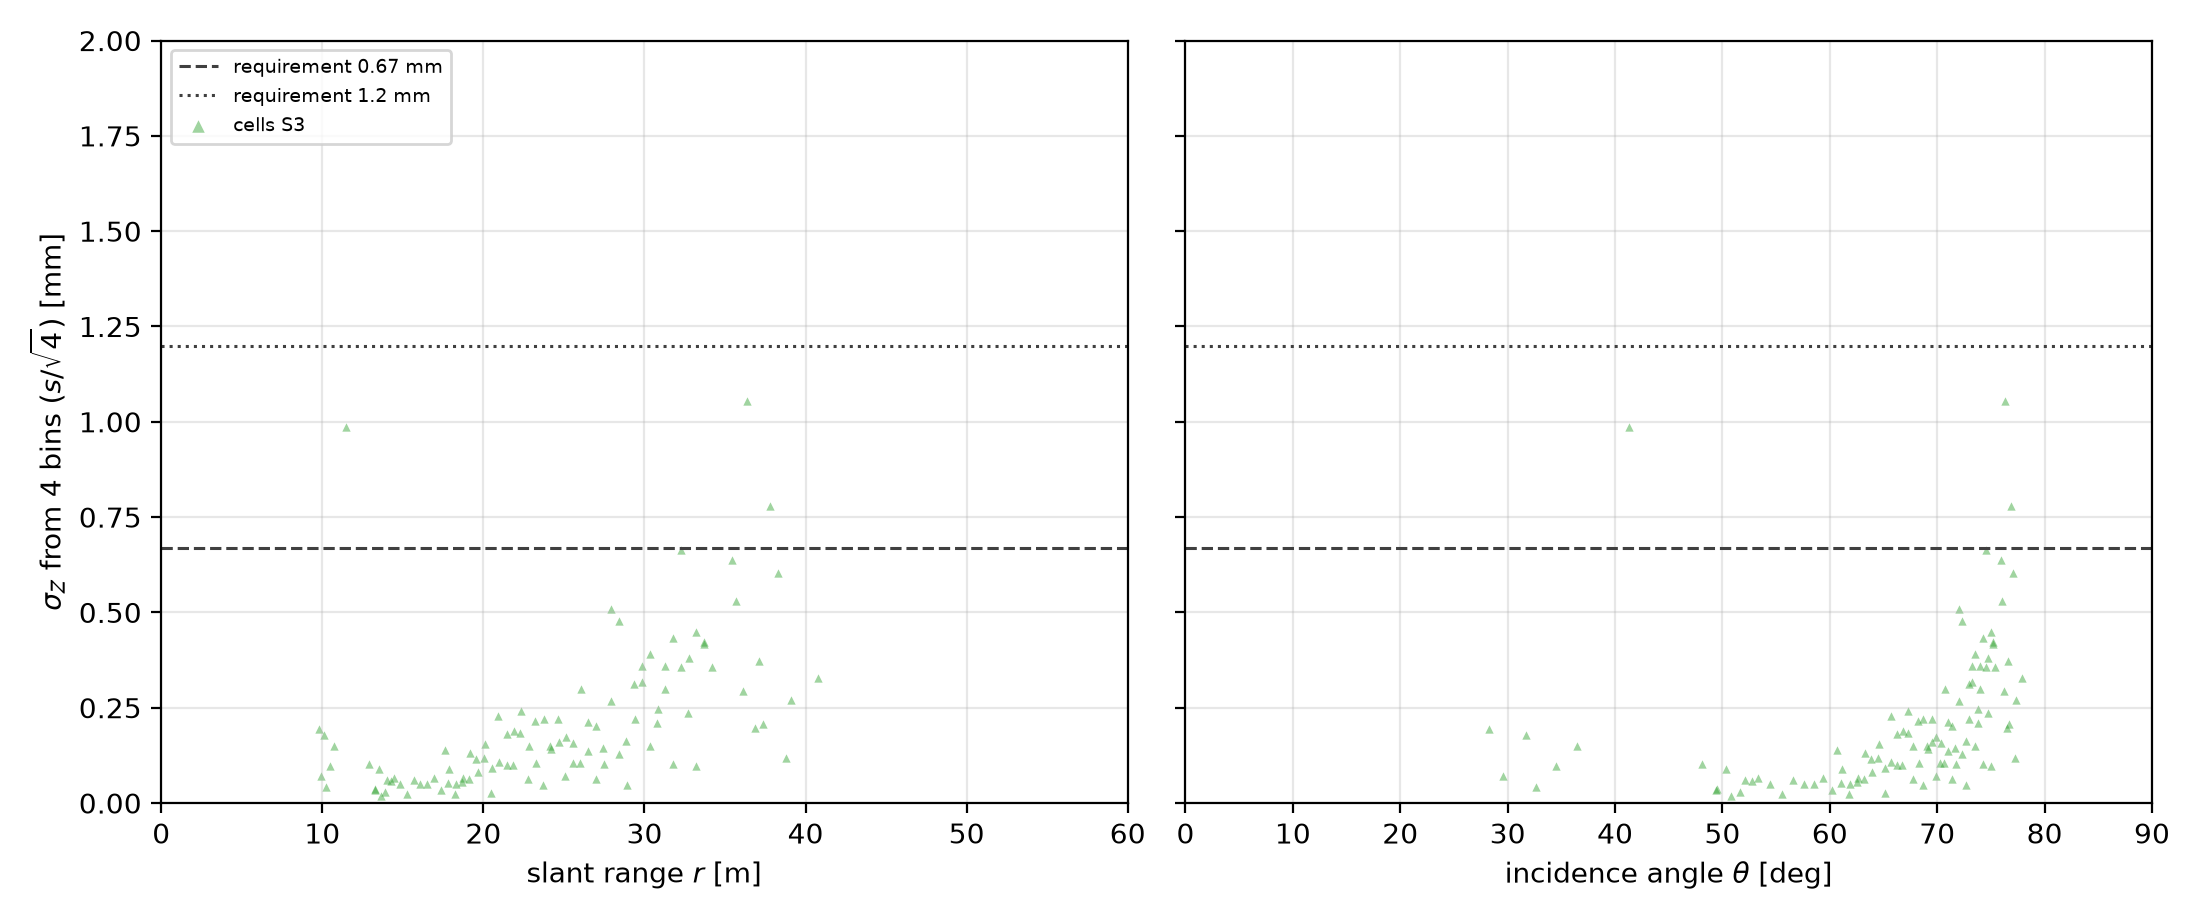 2.00
1.75
1.50
1.25
1.00
0.75
0.50
0.25
0.00
σ_Z from 4 bins (s/√4) [mm]
requirement 0.67 mm
requirement 1.2 mm
cells S3
0 10 20 30 40 50 60
slant range r [m]
0 10 20 30 40 50 60 70 80 90
incidence angle θ [deg]